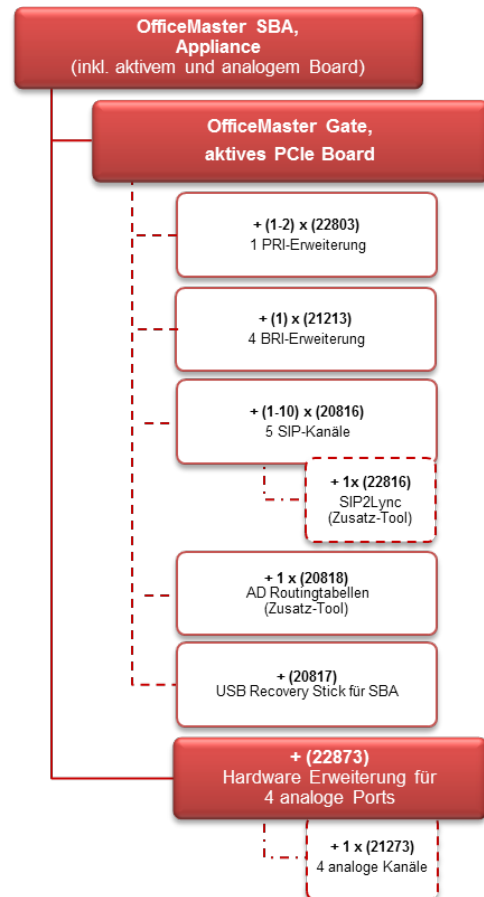 OfficeMaster SBA,
Appliance
(inkl. aktivem und analogem Board)
OfficeMaster Gate,
aktives PCIe Board
+ (1-2) x (22803)
1 PRI-Erweiterung
+ (1) x (21213)
4 BRI-Erweiterung
+ (1-10) x (20816)
5 SIP-Kanäle
+ 1x (22816)
SIP2Lync
(Zusatz-Tool)
+ 1 x (20818)
AD Routingtabellen
(Zusatz-Tool)
+ (20817)
USB Recovery Stick für SBA
+ (22873)
Hardware Erweiterung für
4 analoge Ports
+ 1 x (21273)
4 analoge Kanäle